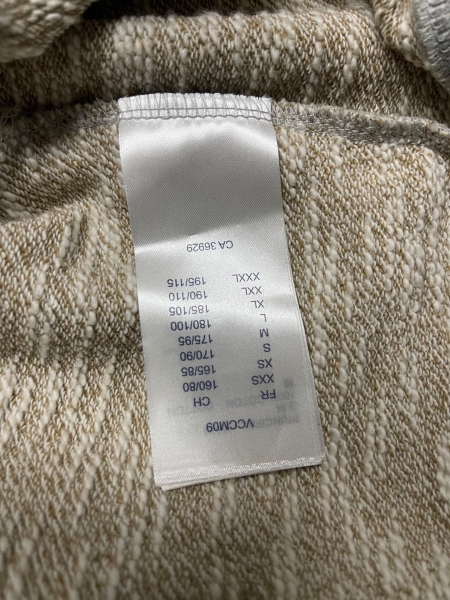 VCCM09
FR CH
XXS 160/80
XS 165/85
S 170/90
M 175/95
L 180/100
XL 185/105
XXL 190/110
XXXL 195/115
CA 36929